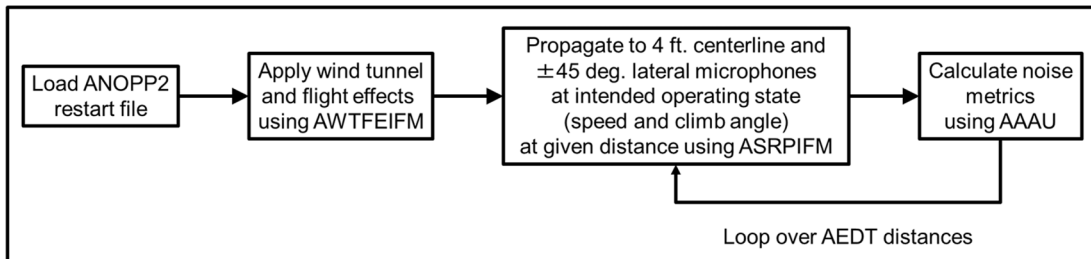 Load ANOPP2
restart file
Apply wind tunnel
and flight effects
using AWTFEIFM
Propagate to 4 ft. centerline and
±45 deg. lateral microphones
at intended operating state
(speed and climb angle)
at given distance using ASRPIFM
Calculate noise
metrics
using AAAU
Loop over AEDT distances